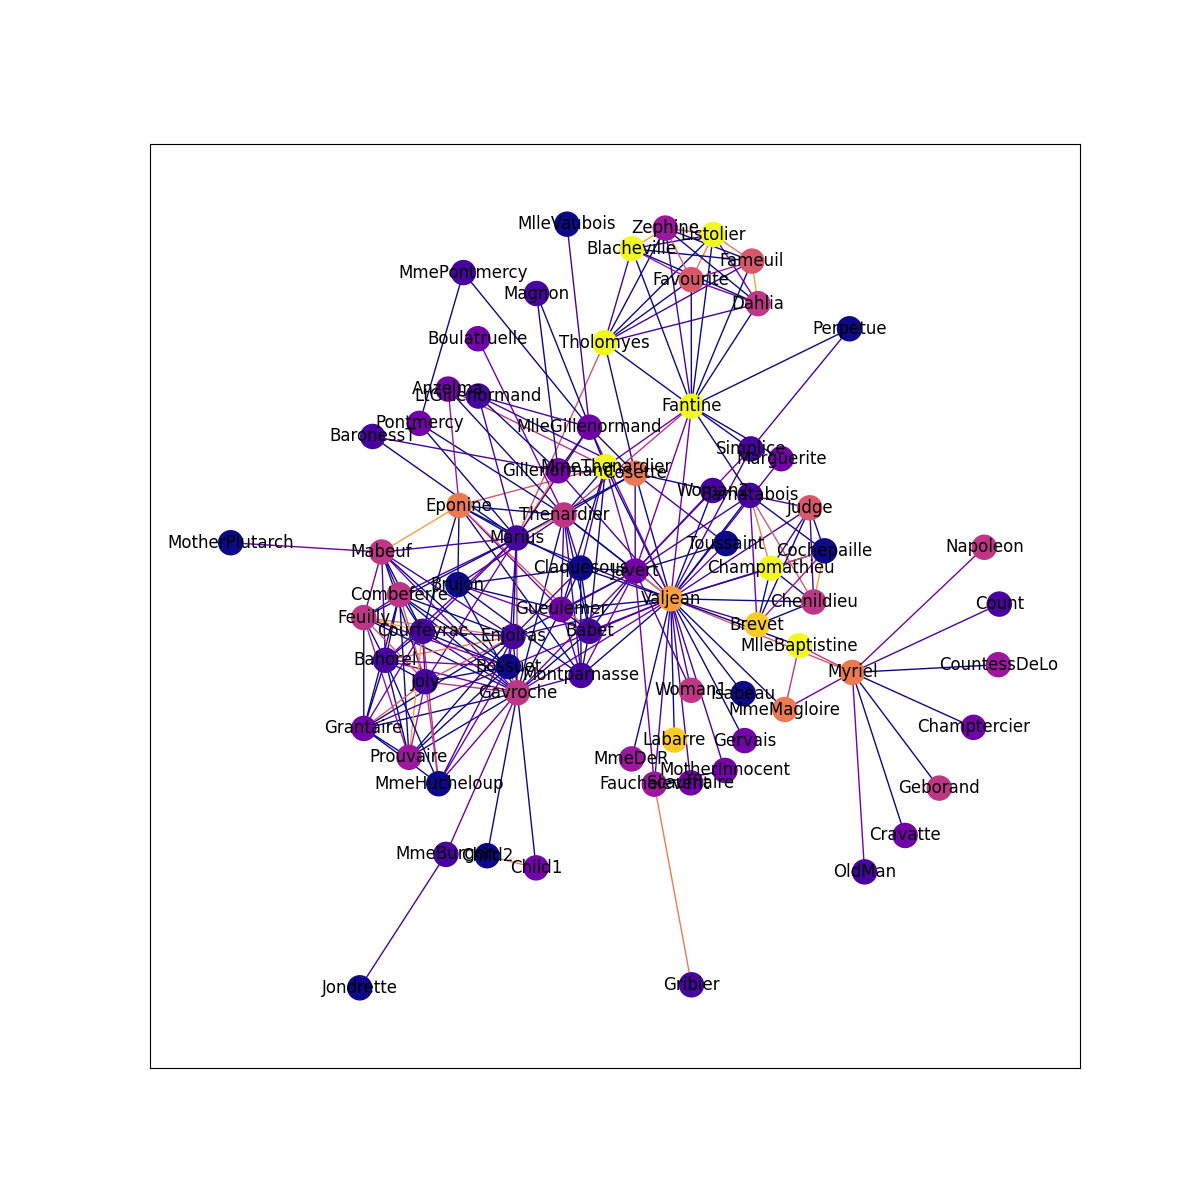 MlleVaubois
Zephine
Listolier
Blacheville
Fameuil
MmePontmercy
Favourite
Magnon
Dahlia
Perpetue
Boulatruelle
Tholomyes
Anzelma
LtGillenormand
Fantine
Pontmercy
MlleGillenormand
BaronessT
Simplice
Marguerite
Gillenormand
MmeThenardier
Cosette
Woman2
Bamatabois
Eponine
Judge
Thenardier
Marius
MotherPlutarch
Toussaint
Mabeuf
Cochepaille
Napoleon
Claquesous
Javert
Champmathieu
Brujon
Combeferre
Valjean
Chenildieu
Count
Gueulemer
Feuilly
Brevet
Courfeyrac
Enjolras
Babet
MlleBaptistine
Bahorel
Bossuet
Myriel
CountessDeLo
Montparnasse
Joly
Gavroche
Woman1
Isabeau
MmeMagloire
Grantaire
Champtercier
Labarre
Gervais
Prouvaire
MmeDeR
MotherInnocent
MmeHucheloup
Fauchelevent
Scaufflaire
Geborand
Cravatte
MmeBurgon
Child2
Child1
OldMan
Gribier
Jondrette